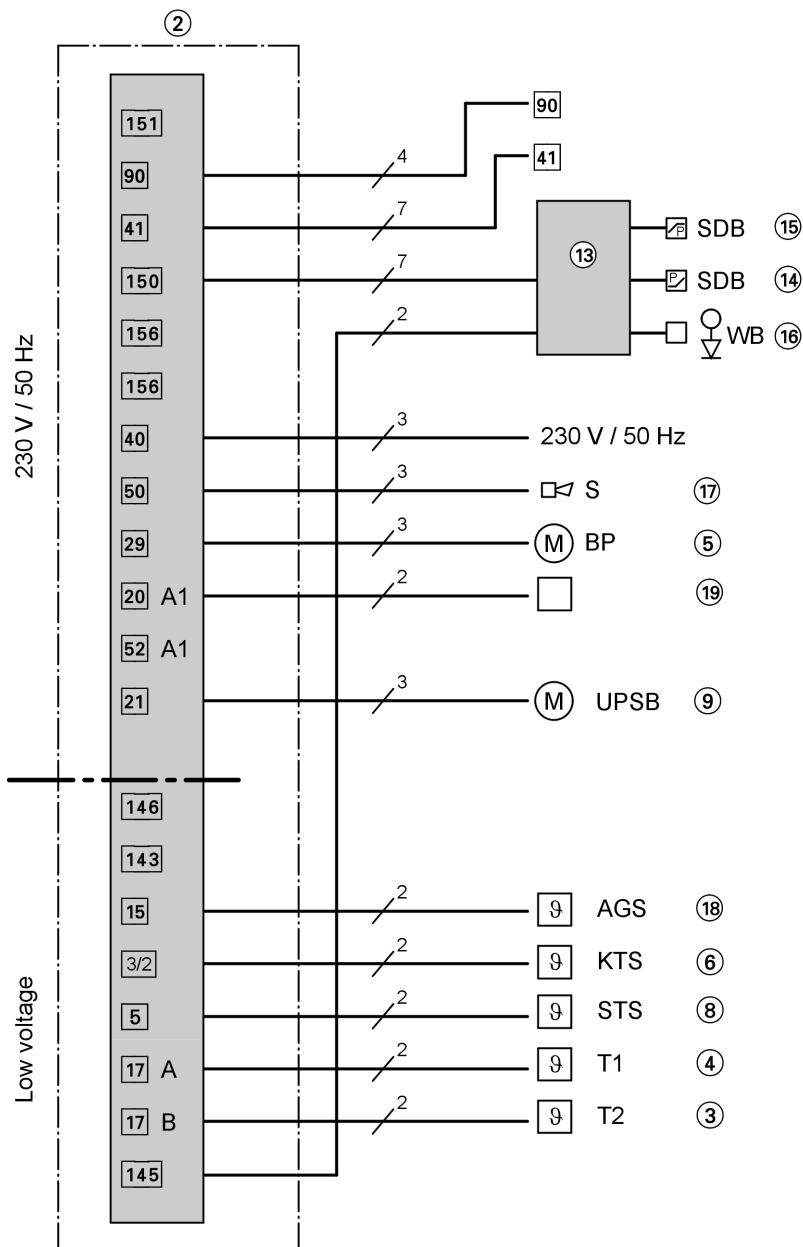 2
151
90
90 4
41
41 7
13
SDB 15
150 7
SDB 14
156 2
WB 16
156
230 V / 50 Hz
40 3 230 V / 50 Hz
50 3 S 17
29 3 M BP 5
20 A1 2 19
52 A1
21 3 M UPSB 9
146
143
15 2 ϑ AGS 18
3/2 2 ϑ KTS 6
Low voltage
5 2 ϑ STS 8
17 A 2 ϑ T1 4
17 B 2 ϑ T2 3
145
P
P